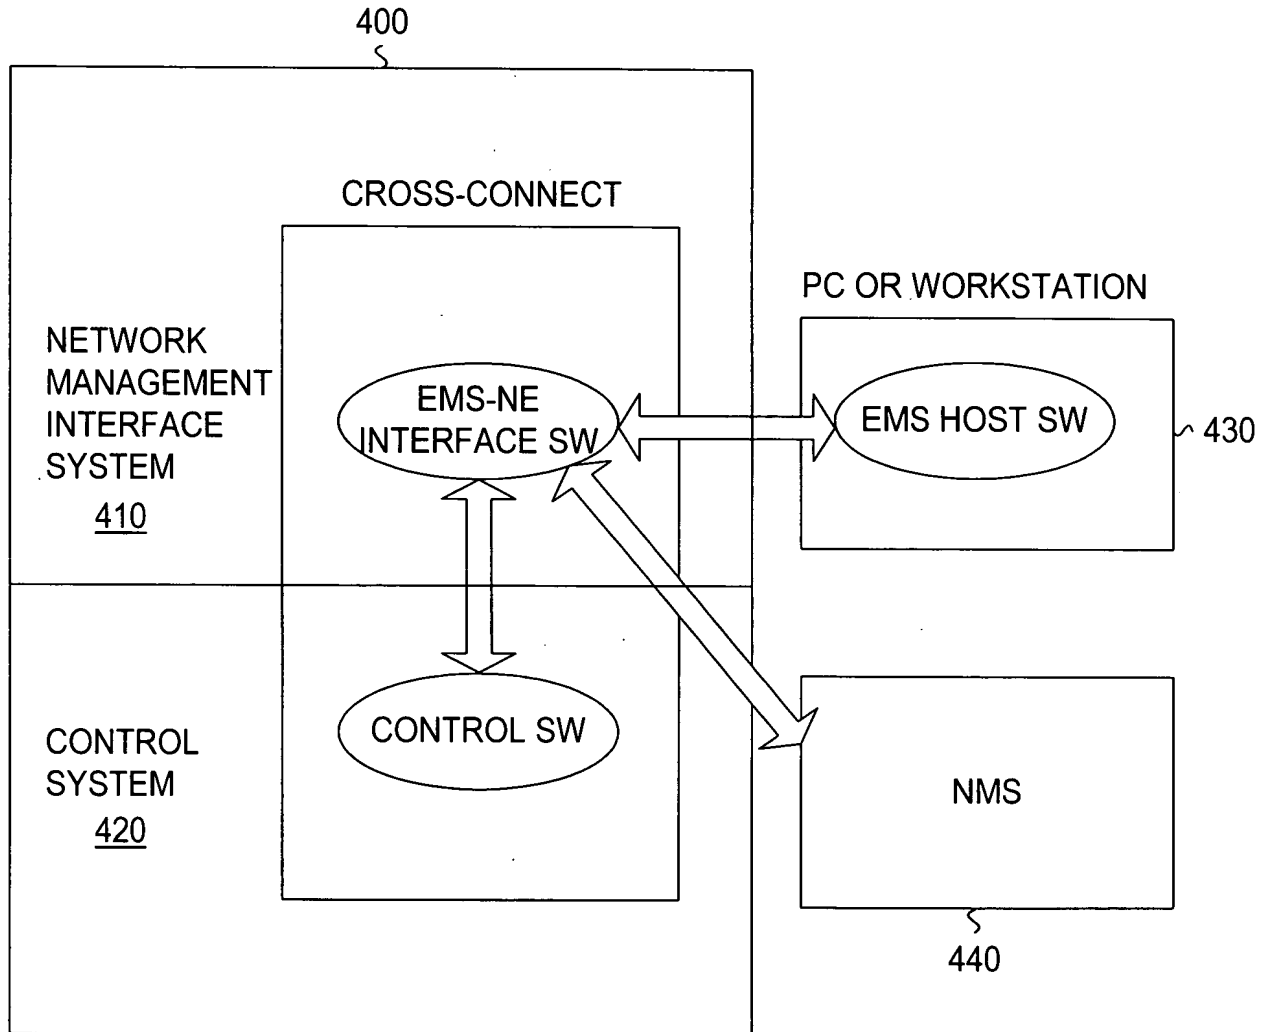 400
CROSS-CONNECT
PC OR WORKSTATION
NETWORK
MANAGEMENT
INTERFACE
SYSTEM
410
EMS-NE
INTERFACE SW
EMS HOST SW
430
CONTROL
SYSTEM
420
CONTROL SW
NMS
440